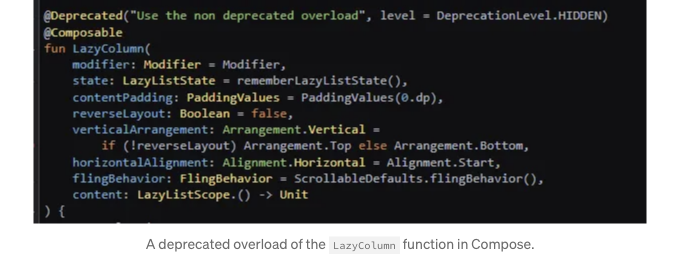 @Deprecated("Use the non deprecated overload", level = DeprecationLevel.HIDDEN)
@Composable
fun LazyColumn(
    modifier: Modifier = Modifier,
    state: LazyListState = rememberLazyListState(),
    contentPadding: PaddingValues = PaddingValues(0.dp),
    reverseLayout: Boolean = false,
    verticalArrangement: Arrangement.Vertical =
        if (!reverseLayout) Arrangement.Top else Arrangement.Bottom,
    horizontalAlignment: Alignment.Horizontal = Alignment.Start,
    flingBehavior: FlingBehavior = ScrollableDefaults.flingBehavior(),
    content: LazyListScope.() -> Unit
) {
A deprecated overload of the LazyColumn function in Compose.